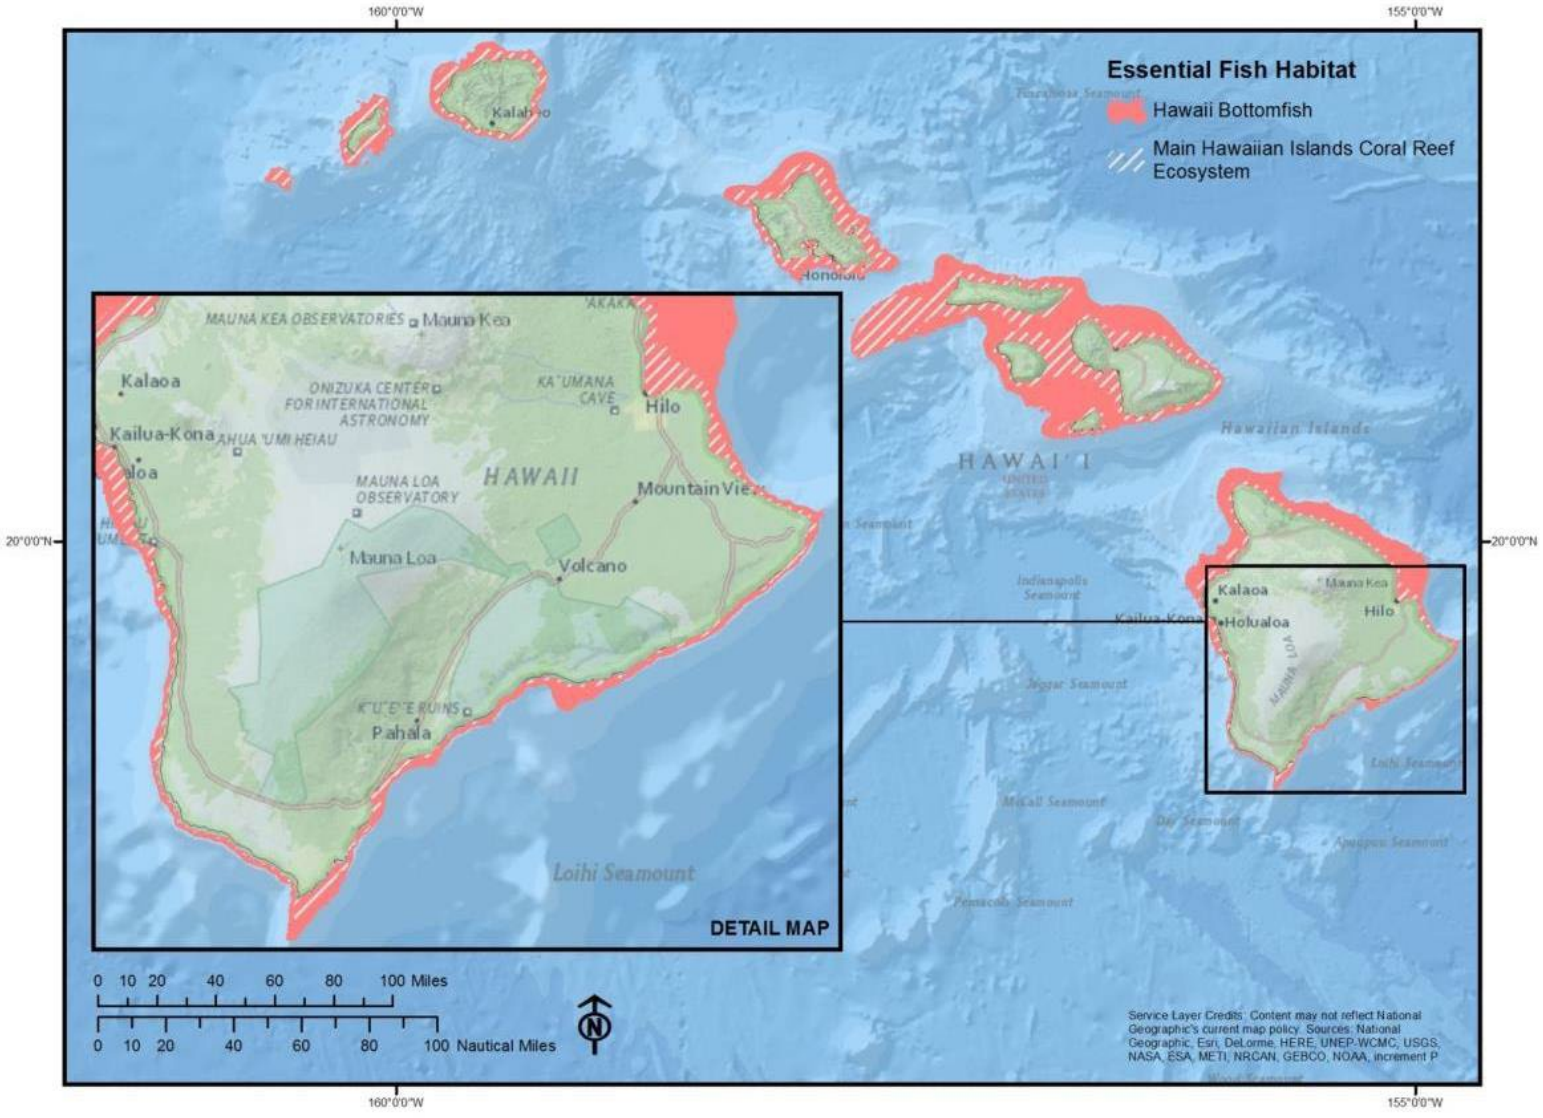 160°0'0"W
155°0'0"W
Essential Fish Habitat
Hawaii Bottomfish
Main Hawaiian Islands Coral Reef
Ecosystem
Honolulu
Hawaiian Islands
HAWAI'I
UNITED
STATES
20°0'0"N
20°0'0"N
Indianapolis
Seamount
Jaggar Seamount
McCall Seamount
Day Seamount
Apuupuu Seamount
Pensacola Seamount
Loihi Seamount
Kalaoa
Mauna Kea
Hilo
Kailua-Kona
Holualoa
MAUNA LOA
'AKAKA
MAUNA KEA OBSERVATORIES
Mauna Kea
Kalaoa
ONIZUKA CENTER
FOR INTERNATIONAL
ASTRONOMY
KA¯UMANA
CAVE
Hilo
Kailua-Kona
AHUA 'UMI HEIAU
aloa
MAUNA LOA
OBSERVATORY
HAWAII
Mountain Vie
Mauna Loa
Volcano
RUINS
Pahala
Loihi Seamount
DETAIL MAP
0 10 20 40 60 80 100 Miles
0 10 20 40 60 80 100 Nautical Miles
N
Service Layer Credits: Content may not reflect National
Geographic's current map policy. Sources: National
Geographic, Esri, DeLorme, HERE, UNEP-WCMC, USGS,
NASA, ESA, METI, NRCAN, GEBCO, NOAA, increment P
160°0'0"W
155°0'0"W